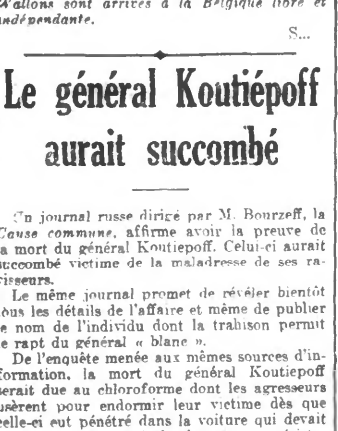 Wallons sont arrivés à la Belgique libre et
indépendante.
S...
Le général Koutiépoff
aurait succombé
Un journal russe dirigé par M. Bourzeff, la
Cause commune, affirme avoir la preuve de
la mort du général Koutiepoff. Celui-ci aurait
succombé victime de la maladresse de ses ra-
visseurs.
Le même journal promet de révéler bientôt
tous les détails de l'affaire et même de publier
le nom de l'individu dont la trahison permit
le rapt du général « blanc ».
De l'enquête menée aux mêmes sources d'in-
formation, la mort du général Koutiepoff
serait due au chloroforme dont les agresseurs
usèrent pour endormir leur victime dès que
celle-ci eut pénétré dans la voiture qui devait